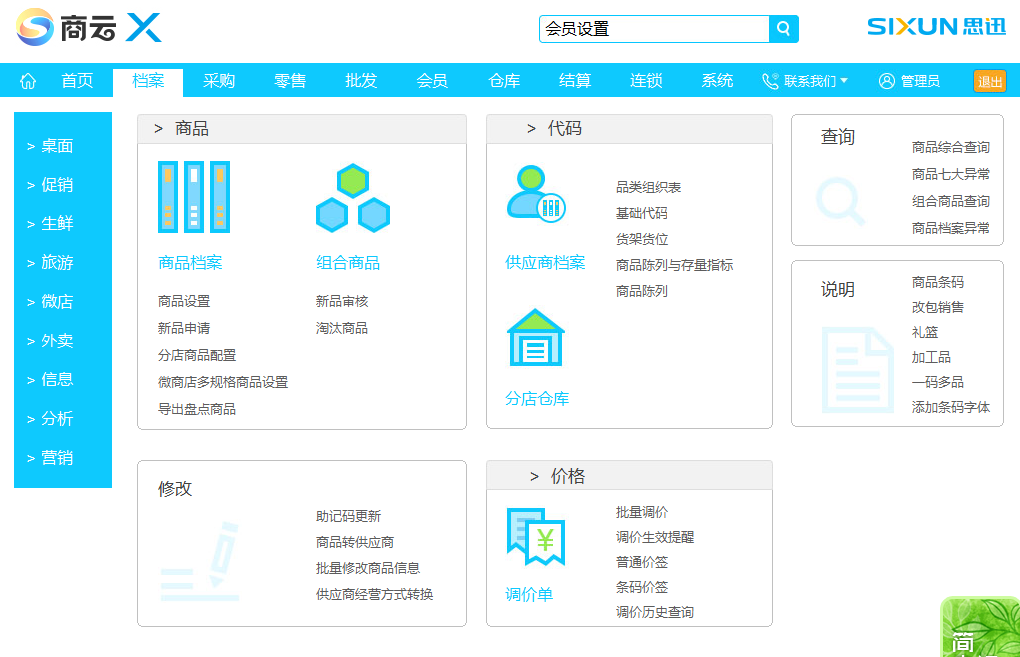 商云 X
会员设置
SIXUN 思迅
首页 档案 采购 零售 批发 会员 仓库 结算 连锁 系统 联系我们 管理员 退出
> 桌面
> 促销
> 生鲜
> 旅游
> 微店
> 外卖
> 信息
> 分析
> 营销
> 商品
商品档案
商品设置
新品申请
分店商品配置
微商店多规格商品设置
导出盘点商品
组合商品
新品审核
淘汰商品
> 代码
供应商档案
分店仓库
品类组织表
基础代码
货架货位
商品陈列与存量指标
商品陈列
查询
商品综合查询
商品七大异常
组合商品查询
商品档案异常
说明
商品条码
改包销售
礼篮
加工品
一码多品
添加条码字体
修改
助记码更新
商品转供应商
批量修改商品信息
供应商经营方式转换
> 价格
¥
调价单
批量调价
调价生效提醒
普通价签
条码价签
调价历史查询
简